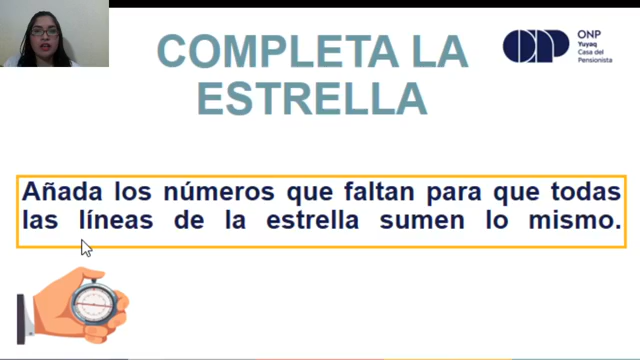 COMPLETA LA
ESTRELLA
ONP
Yuyaq
Casa del
Pensionista
Añada los números que faltan para que todas
las líneas de la estrella sumen lo mismo.